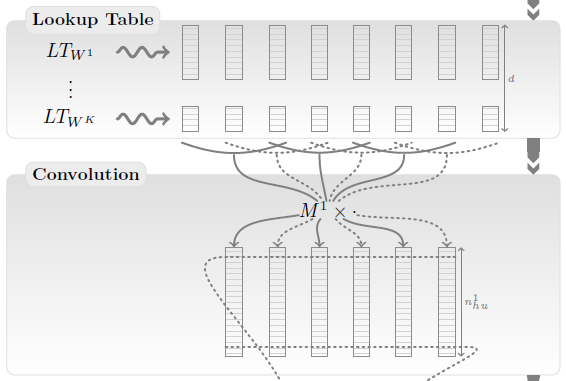 Lookup Table
LT_{W^1}
⋮
d
LT_{W^K}
Convolution
M^1 × ·
n^1_{hu}